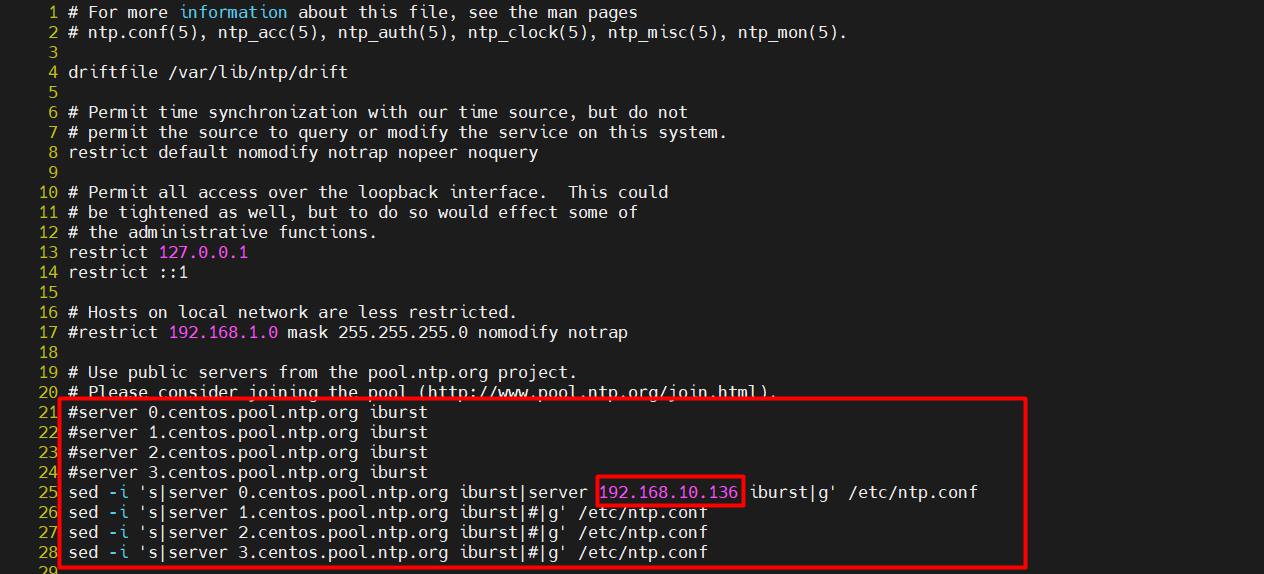 1 # For more information about this file, see the man pages
2 # ntp.conf(5), ntp_acc(5), ntp_auth(5), ntp_clock(5), ntp_misc(5), ntp_mon(5).
3
4 driftfile /var/lib/ntp/drift
5
6 # Permit time synchronization with our time source, but do not
7 # permit the source to query or modify the service on this system.
8 restrict default nomodify notrap nopeer noquery
9
10 # Permit all access over the loopback interface.  This could
11 # be tightened as well, but to do so would effect some of
12 # the administrative functions.
13 restrict 127.0.0.1
14 restrict ::1
15
16 # Hosts on local network are less restricted.
17 #restrict 192.168.1.0 mask 255.255.255.0 nomodify notrap
18
19 # Use public servers from the pool.ntp.org project.
20 # Please consider joining the pool (http://www.pool.ntp.org/join.html).
21 #server 0.centos.pool.ntp.org iburst
22 #server 1.centos.pool.ntp.org iburst
23 #server 2.centos.pool.ntp.org iburst
24 #server 3.centos.pool.ntp.org iburst
25 sed -i 's|server 0.centos.pool.ntp.org iburst|server 192.168.10.136 iburst|g' /etc/ntp.conf
26 sed -i 's|server 1.centos.pool.ntp.org iburst|#|g' /etc/ntp.conf
27 sed -i 's|server 2.centos.pool.ntp.org iburst|#|g' /etc/ntp.conf
28 sed -i 's|server 3.centos.pool.ntp.org iburst|#|g' /etc/ntp.conf
29